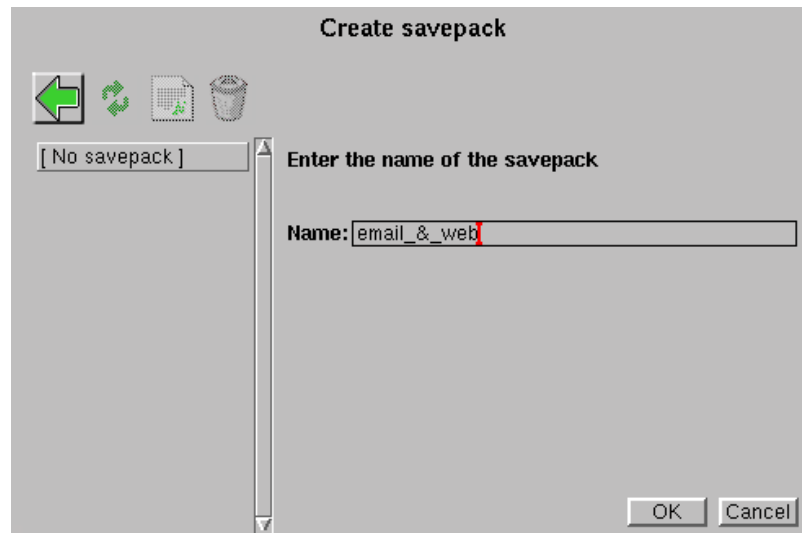 Create savepack
[ No savepack ]
Enter the name of the savepack
Name: email_&_web
OK
Cancel